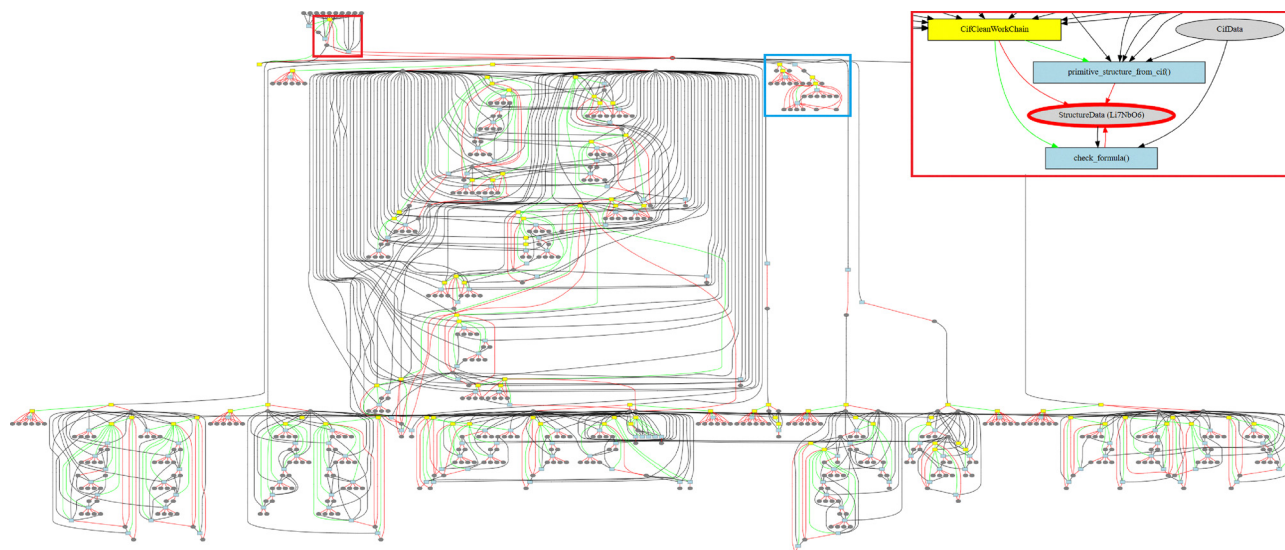 CifCleanWorkChain
CifData
primitive_structure_from_cif()
StructureData (Li7NbO6)
check_formula()